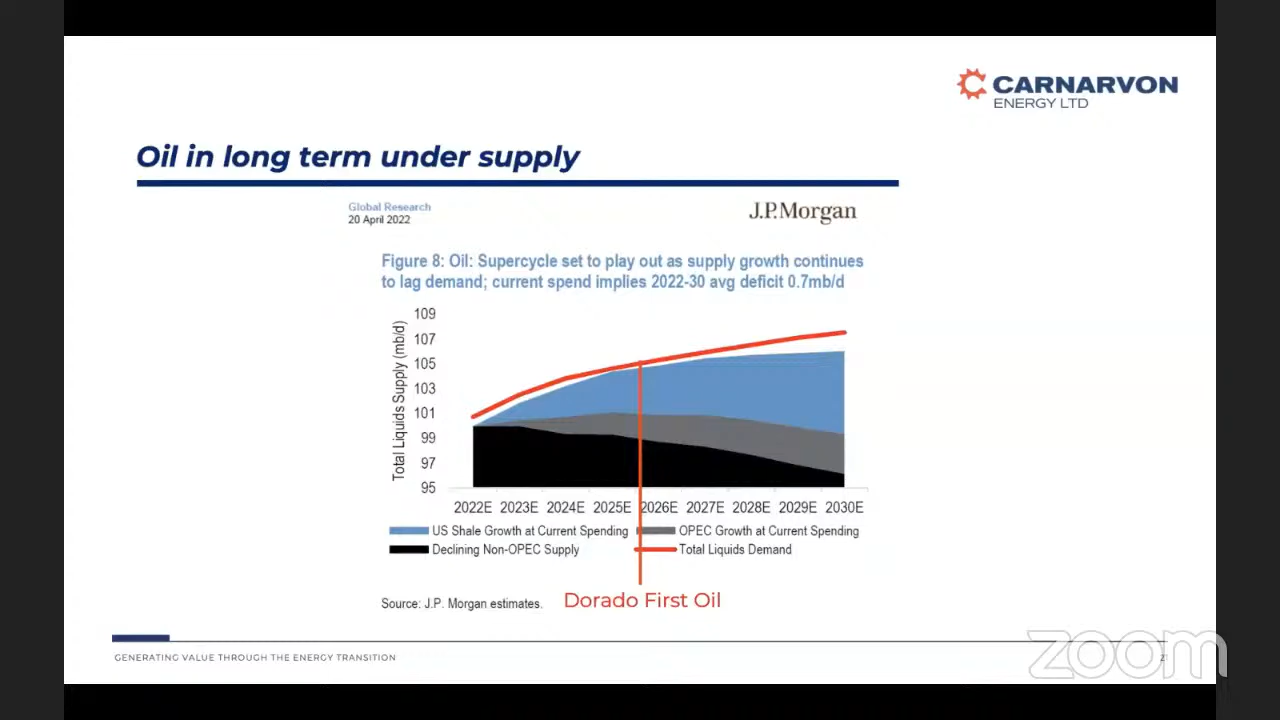 CARNARVON
ENERGY LTD
Oil in long term under supply
Global Research
20 April 2022
J.P.Morgan
Figure 8: Oil: Supercycle set to play out as supply growth continues
to lag demand; current spend implies 2022-30 avg deficit 0.7mb/d
Total Liquids Supply (mb/d)
109
107
105
103
101
99
97
95
2022E 2023E 2024E 2025E 2026E 2027E 2028E 2029E 2030E
US Shale Growth at Current Spending OPEC Growth at Current Spending
Declining Non-OPEC Supply Total Liquids Demand
Source: J.P. Morgan estimates. Dorado First Oil
GENERATING VALUE THROUGH THE ENERGY TRANSITION
zoom